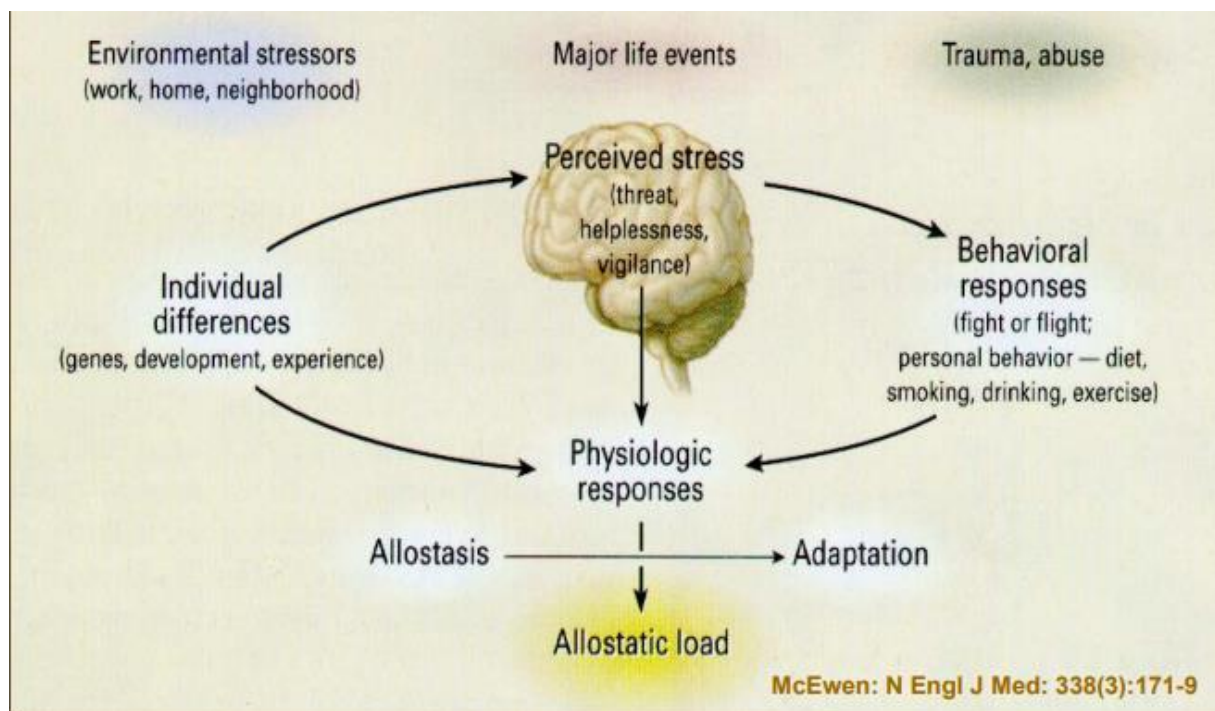 Environmental stressors
(work, home, neighborhood)
Major life events
Trauma, abuse
Perceived stress
(threat,
helplessness,
vigilance)
Individual
differences
(genes, development, experience)
Behavioral
responses
(fight or flight;
personal behavior — diet,
smoking, drinking, exercise)
Physiologic
responses
Allostasis
Adaptation
Allostatic load
McEwen: N Engl J Med: 338(3):171-9